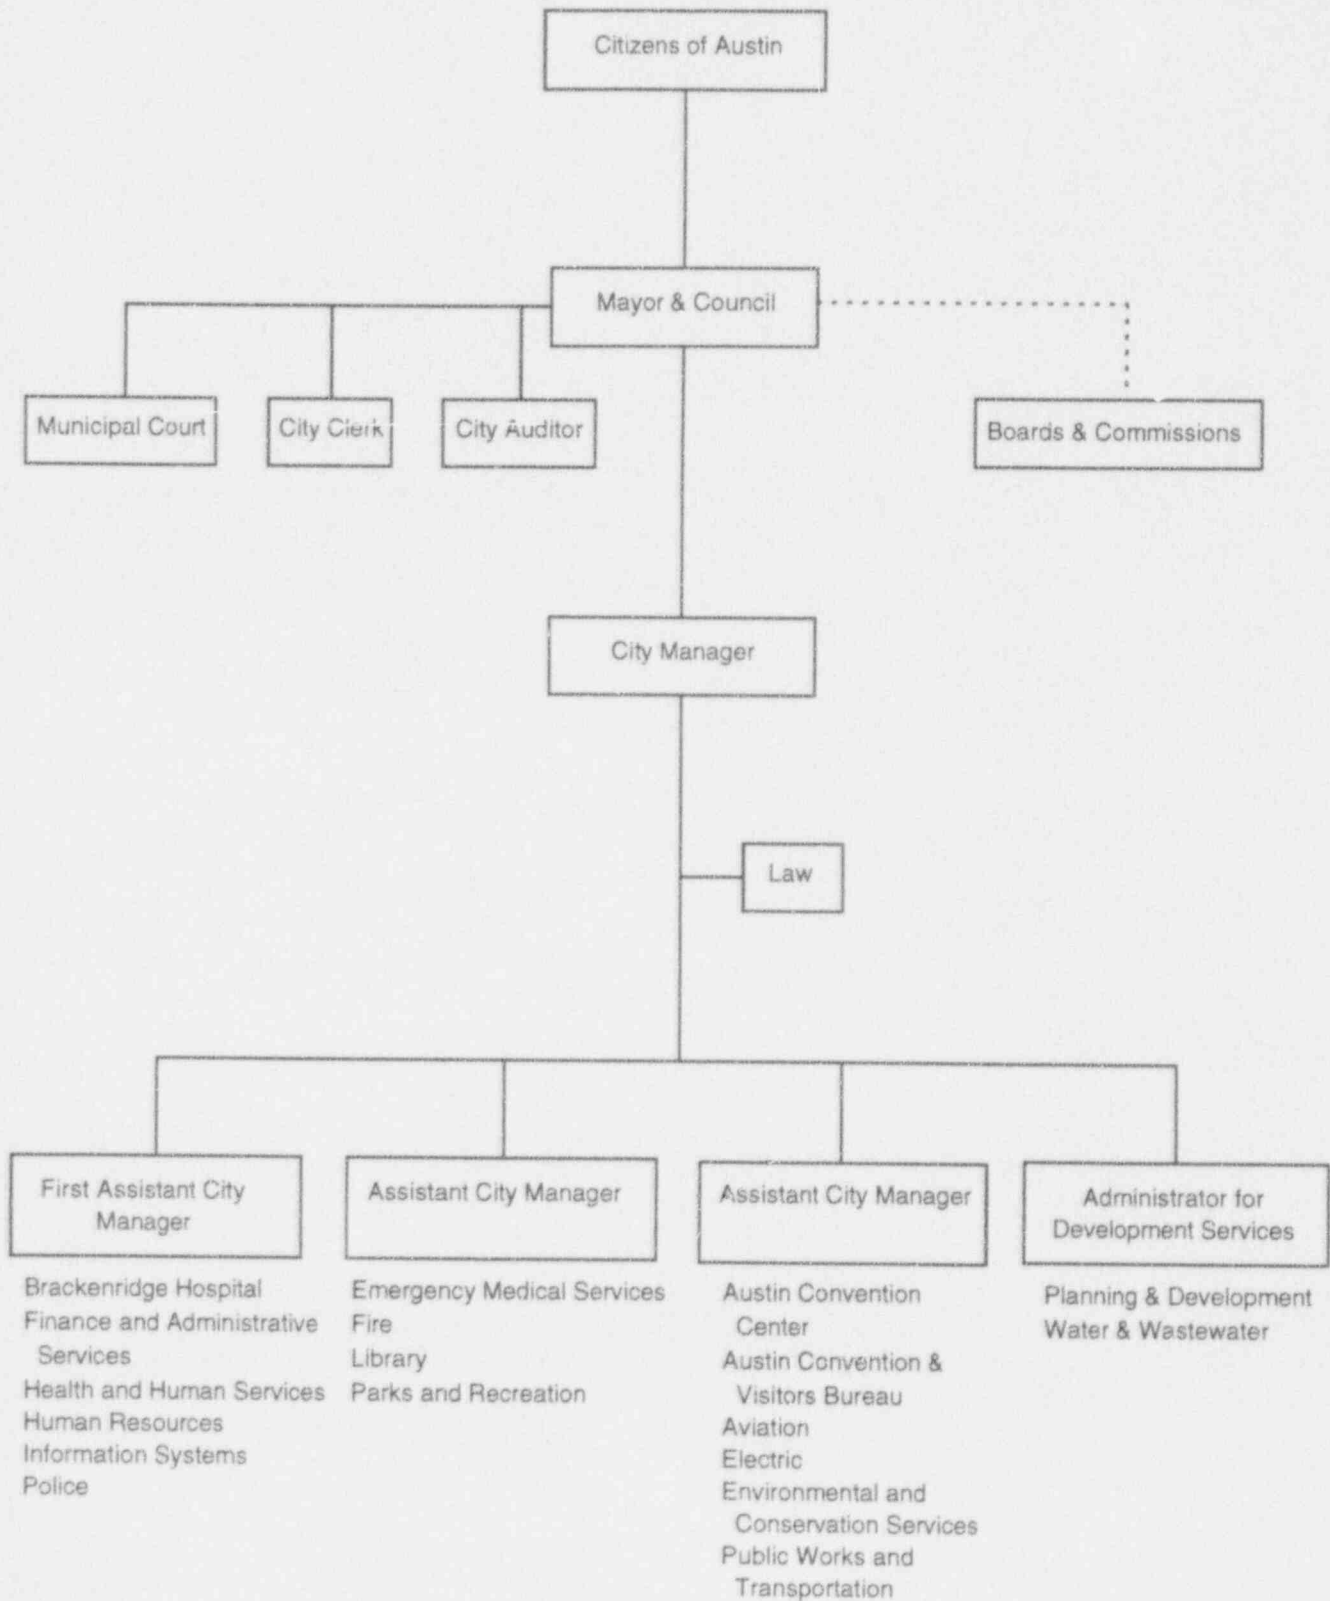 Citizens of Austin
Mayor & Council
Municipal Court
City Clerk
City Auditor
Boards & Commissions
City Manager
Law
First Assistant City
Manager
Brackenridge Hospital
Finance and Administrative
Services
Health and Human Services
Human Resources
Information Systems
Police
Assistant City Manager
Emergency Medical Services
Fire
Library
Parks and Recreation
Assistant City Manager
Austin Convention
Center
Austin Convention &
Visitors Bureau
Aviation
Electric
Environmental and
Conservation Services
Public Works and
Transportation
Administrator for
Development Services
Planning & Development
Water & Wastewater